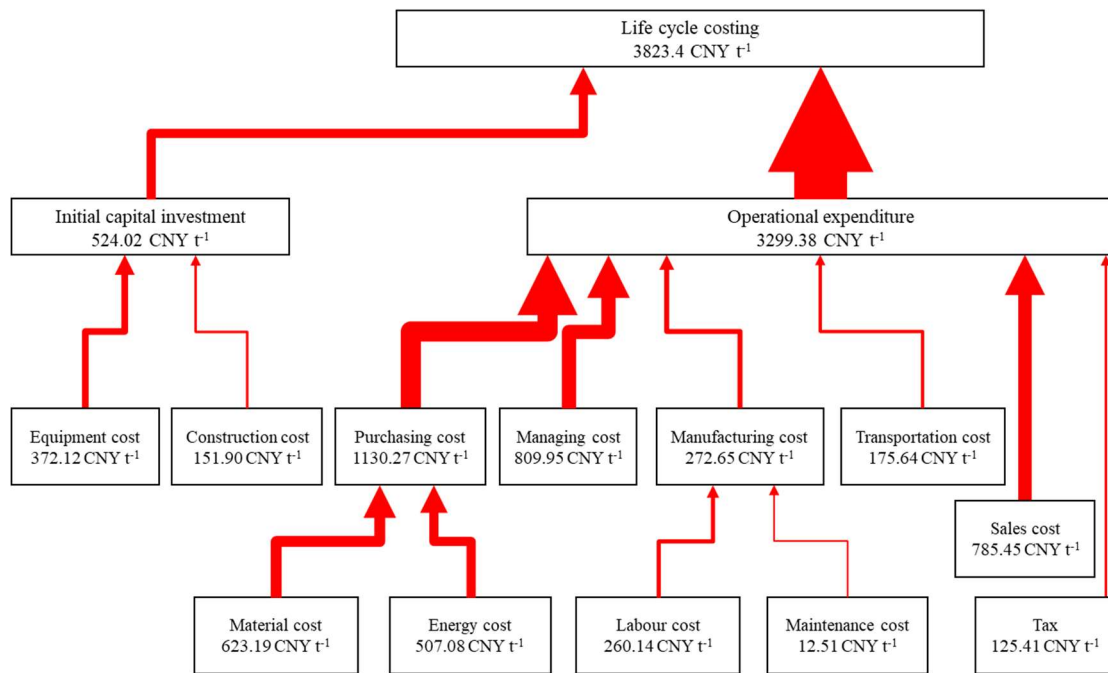 Life cycle costing
3823.4 CNY t⁻¹
Initial capital investment
524.02 CNY t⁻¹
Operational expenditure
3299.38 CNY t⁻¹
Equipment cost
372.12 CNY t⁻¹
Construction cost
151.90 CNY t⁻¹
Purchasing cost
1130.27 CNY t⁻¹
Managing cost
809.95 CNY t⁻¹
Manufacturing cost
272.65 CNY t⁻¹
Transportation cost
175.64 CNY t⁻¹
Sales cost
785.45 CNY t⁻¹
Material cost
623.19 CNY t⁻¹
Energy cost
507.08 CNY t⁻¹
Labour cost
260.14 CNY t⁻¹
Maintenance cost
12.51 CNY t⁻¹
Tax
125.41 CNY t⁻¹